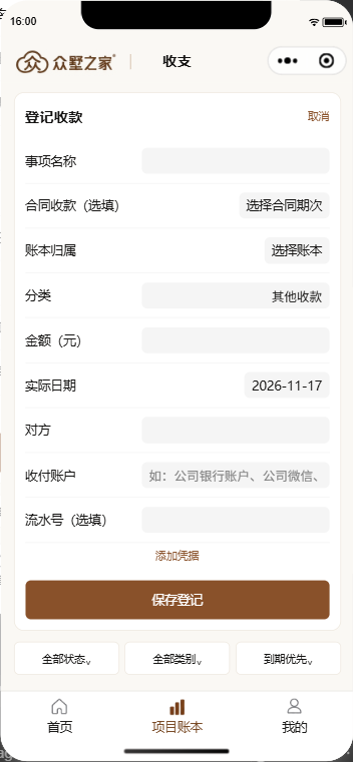 16:00
众墅之家
收支
登记收款
取消
事项名称
合同收款（选填）
选择合同期次
账本归属
选择账本
分类
其他收款
金额（元）
实际日期
2026-11-17
对方
收付账户
如：公司银行账户、公司微信、
流水号（选填）
添加凭据
保存登记
全部状态
全部类别
到期优先
首页
项目账本
我的